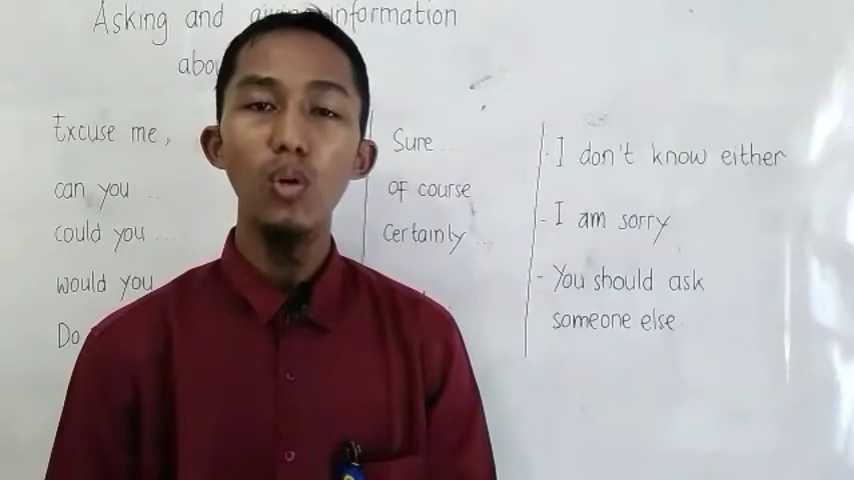 Asking and giving information
Excuse me,
can you ...
could you ...
would you
Do
Sure ...
of course
Certainly ...
- I don't know either
- I am sorry
- You should ask
someone else